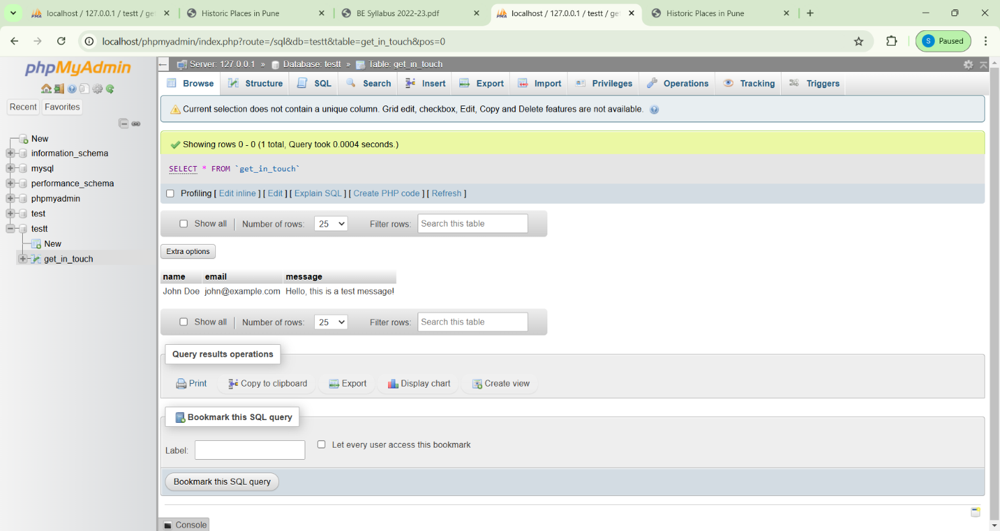 localhost / 127.0.0.1 / testt / ge
Historic Places in Pune
BE Syllabus 2022-23.pdf
localhost / 127.0.0.1 / testt / ge
Historic Places in Pune
localhost/phpmyadmin/index.php?route=/sql&db=testt&table=get_in_touch&pos=0
S Paused
phpMyAdmin
Recent Favorites
New
information_schema
mysql
performance_schema
phpmyadmin
test
testt
New
get_in_touch
Server: 127.0.0.1 » Database: testt » Table: get_in_touch
Browse Structure SQL Search Insert Export Import Privileges Operations Tracking Triggers
Current selection does not contain a unique column. Grid edit, checkbox, Edit, Copy and Delete features are not available.
Showing rows 0 - 0 (1 total, Query took 0.0004 seconds.)
SELECT * FROM `get_in_touch`
Profiling [ Edit inline ] [ Edit ] [ Explain SQL ] [ Create PHP code ] [ Refresh ]
Show all Number of rows: 25 Filter rows: Search this table
Extra options
name email message
John Doe john@example.com Hello, this is a test message!
Show all Number of rows: 25 Filter rows: Search this table
Query results operations
Print Copy to clipboard Export Display chart Create view
Bookmark this SQL query
Label: Let every user access this bookmark
Bookmark this SQL query
Console